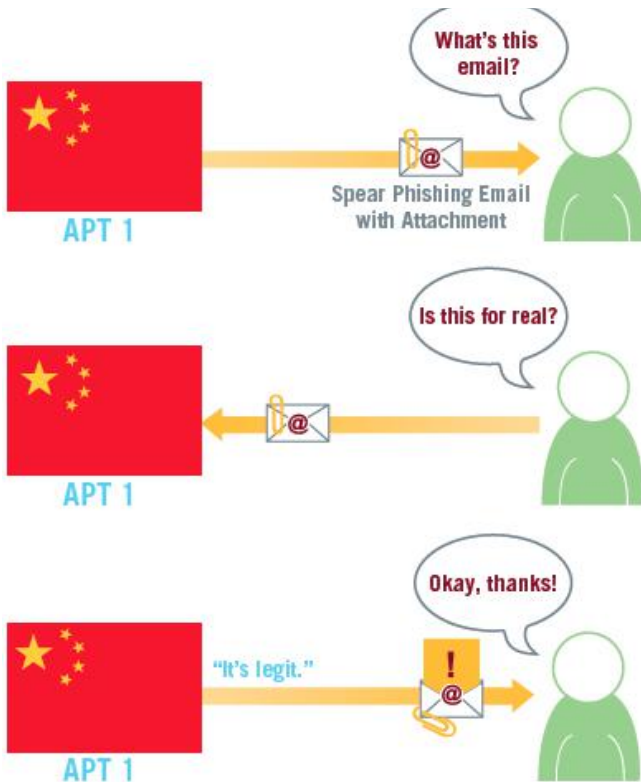 What's this
email?
@
Spear Phishing Email
with Attachment
APT 1
Is this for real?
@
APT 1
Okay, thanks!
"It's legit."
!
@
APT 1